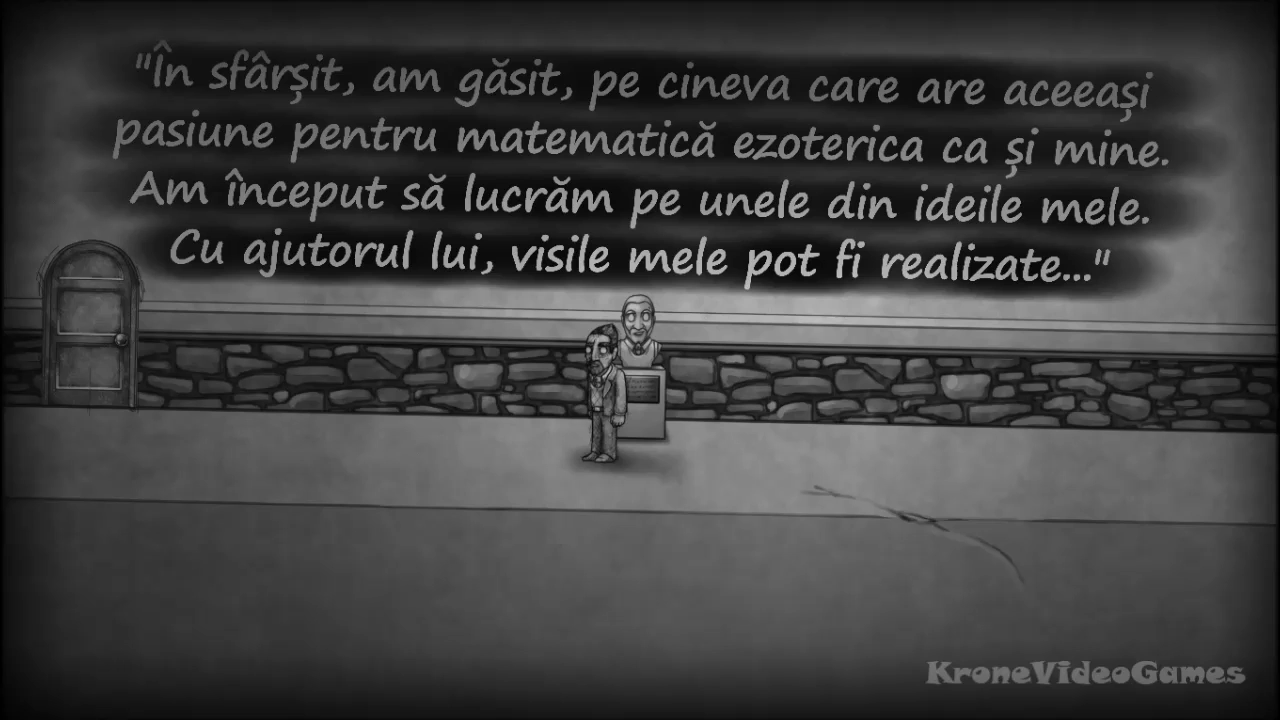 "În sfârșit, am găsit, pe cineva care are aceeași
pasiune pentru matematică ezoterica ca și mine.
Am început să lucrăm pe unele din ideile mele.
Cu ajutorul lui, visile mele pot fi realizate..."
KroneVideoGames